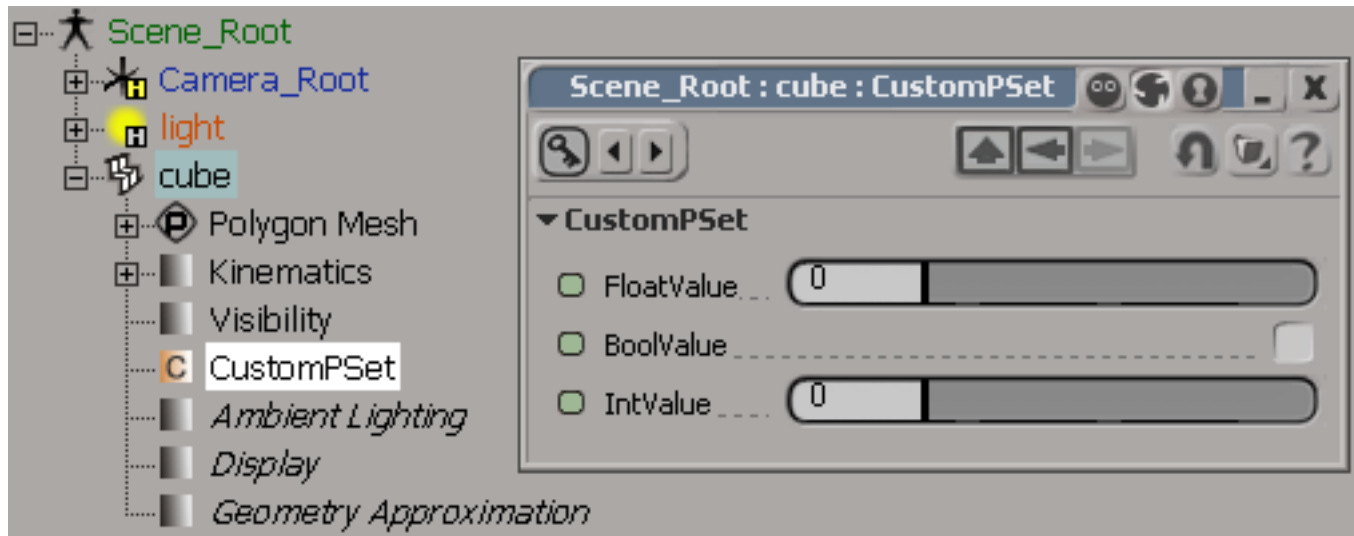 Scene_Root
Camera_Root
light
cube
Polygon Mesh
Kinematics
Visibility
CustomPSet
Ambient Lighting
Display
Geometry Approximation
Scene_Root : cube : CustomPSet
CustomPSet
FloatValue 0
BoolValue
IntValue 0